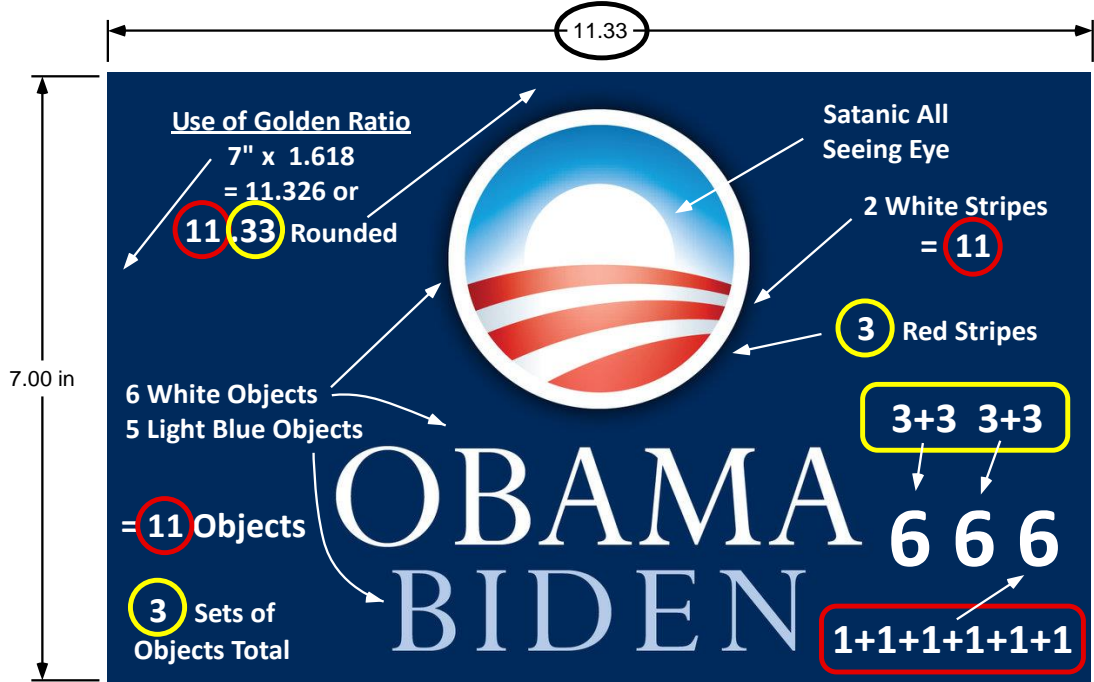 11.33
7.00 in
Use of Golden Ratio
7" x 1.618
= 11.326 or
11 .33 Rounded
Satanic All
Seeing Eye
2 White Stripes
= 11
3 Red Stripes
6 White Objects
5 Light Blue Objects
= 11 Objects
3 Sets of
Objects Total
OBAMA
BIDEN
3+3 3+3
6 6 6
1+1+1+1+1+1